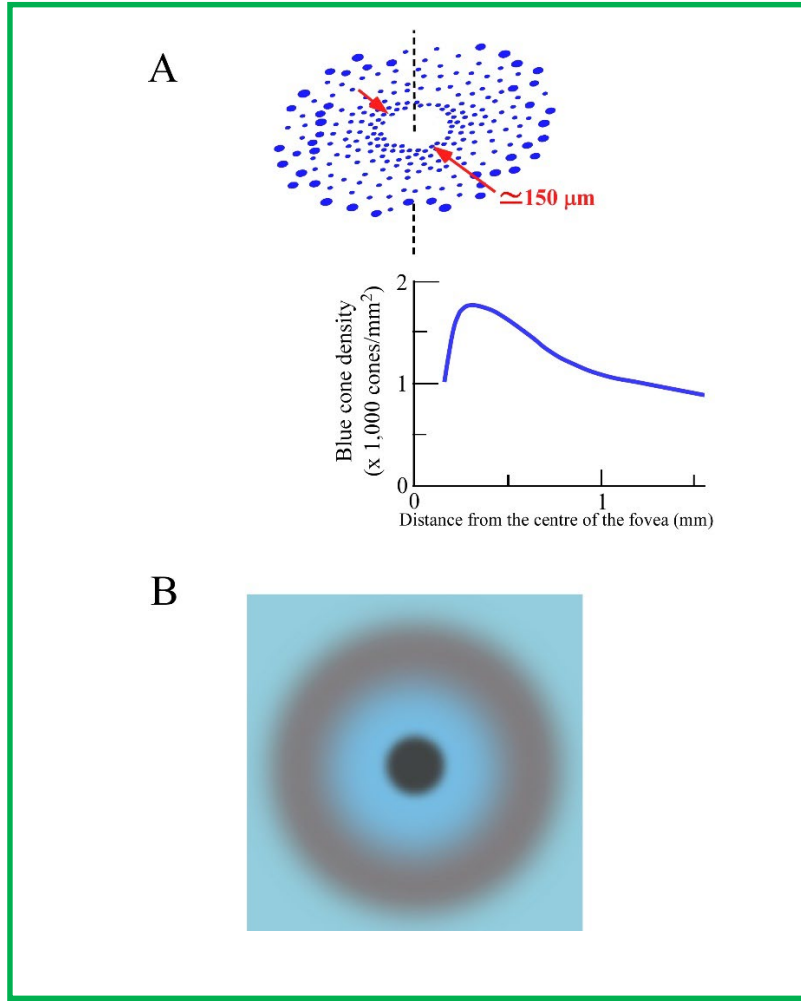 A
≃150 μm
Blue cone density
(x 1,000 cones/mm²)
2
1
0
0
1
Distance from the centre of the fovea (mm)
B